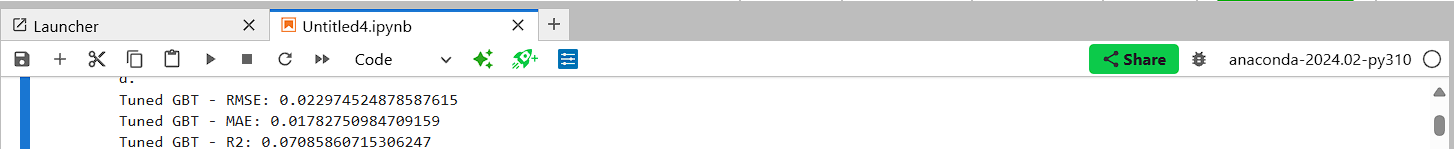 Launcher
Untitled4.ipynb
Code
Share
anaconda-2024.02-py310
d.
Tuned GBT - RMSE: 0.022974524878587615
Tuned GBT - MAE: 0.01782750984709159
Tuned GBT - R2: 0.07085860715306247